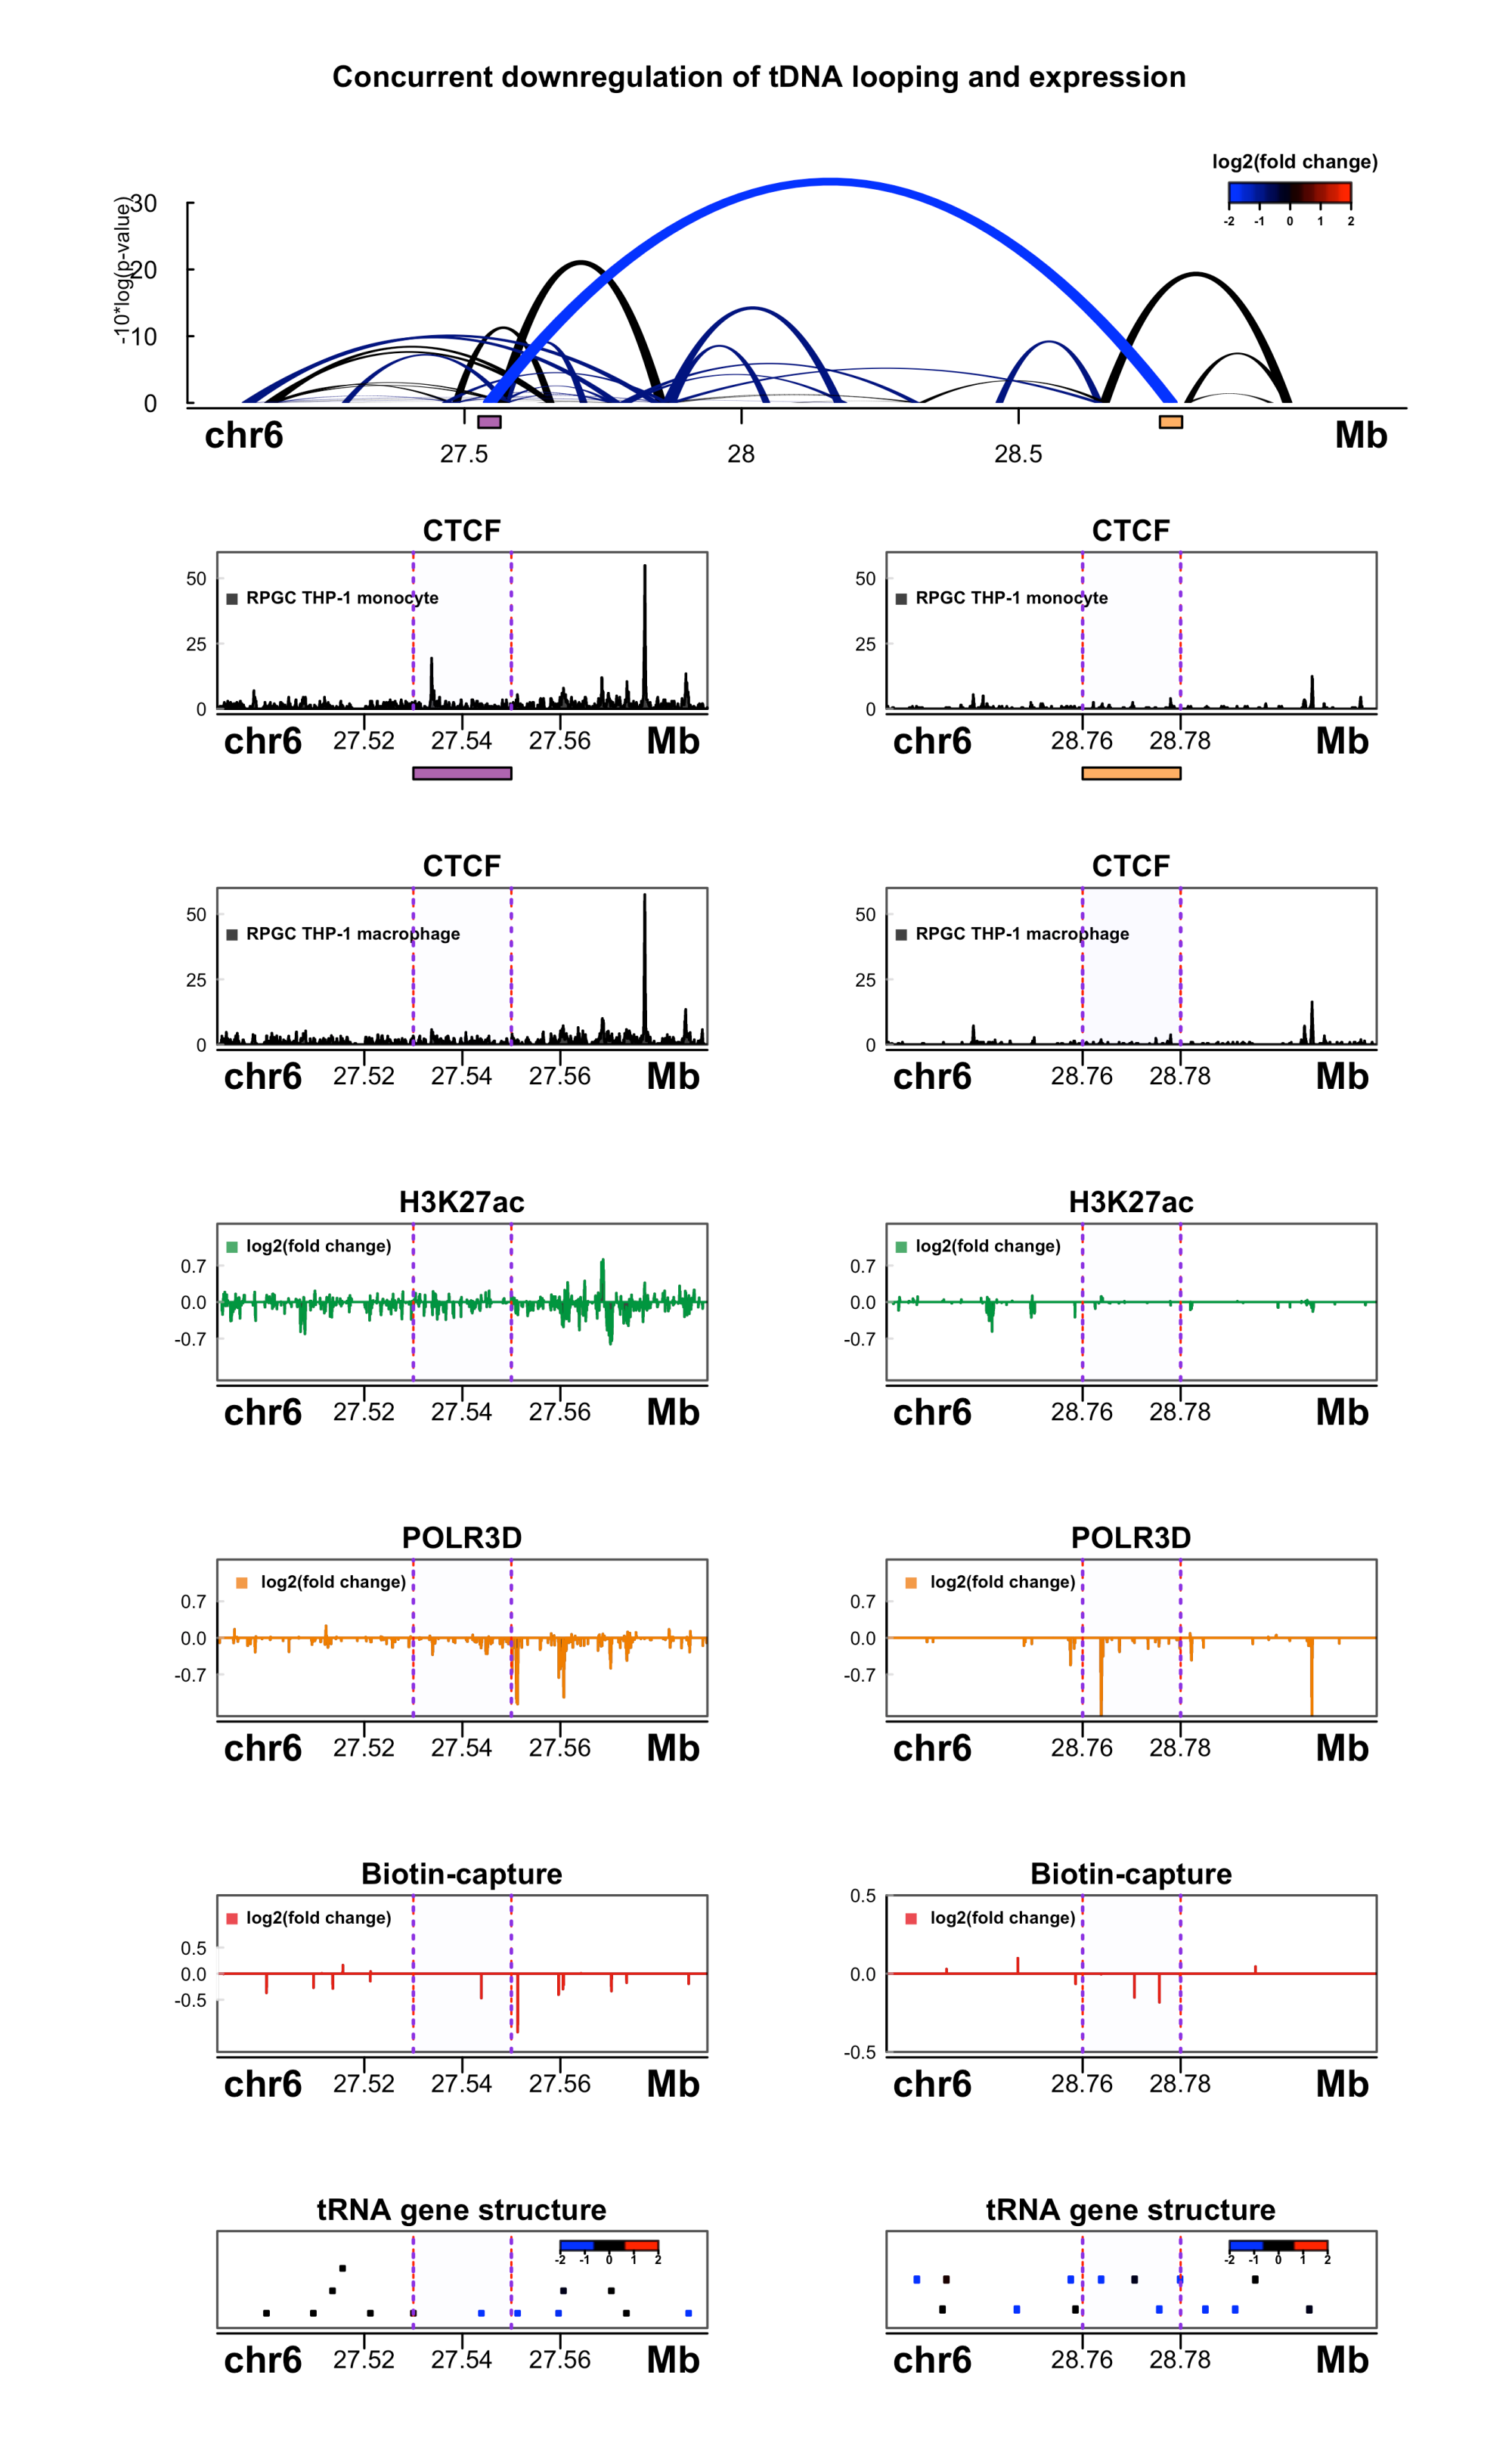 Concurrent downregulation of tDNA looping and expression
log2(fold change)
-2 -1 0 1 2
-10*log(p-value)
30
20
10
0
chr6 27.5 28 28.5 Mb
CTCF CTCF
50 50
RPGC THP-1 monocyte RPGC THP-1 monocyte
25 25
0 0
chr6 27.52 27.54 27.56 Mb chr6 28.76 28.78 Mb
CTCF CTCF
50 50
RPGC THP-1 macrophage RPGC THP-1 macrophage
25 25
0 0
chr6 27.52 27.54 27.56 Mb chr6 28.76 28.78 Mb
H3K27ac H3K27ac
log2(fold change) log2(fold change)
0.7 0.7
0.0 0.0
-0.7 -0.7
chr6 27.52 27.54 27.56 Mb chr6 28.76 28.78 Mb
POLR3D POLR3D
log2(fold change) log2(fold change)
0.7 0.7
0.0 0.0
-0.7 -0.7
chr6 27.52 27.54 27.56 Mb chr6 28.76 28.78 Mb
Biotin-capture Biotin-capture
0.5
log2(fold change) log2(fold change)
0.5
0.0 0.0
-0.5
-0.5
chr6 27.52 27.54 27.56 Mb chr6 28.76 28.78 Mb
tRNA gene structure tRNA gene structure
-2 -1 0 1 2 -2 -1 0 1 2
chr6 27.52 27.54 27.56 Mb chr6 28.76 28.78 Mb